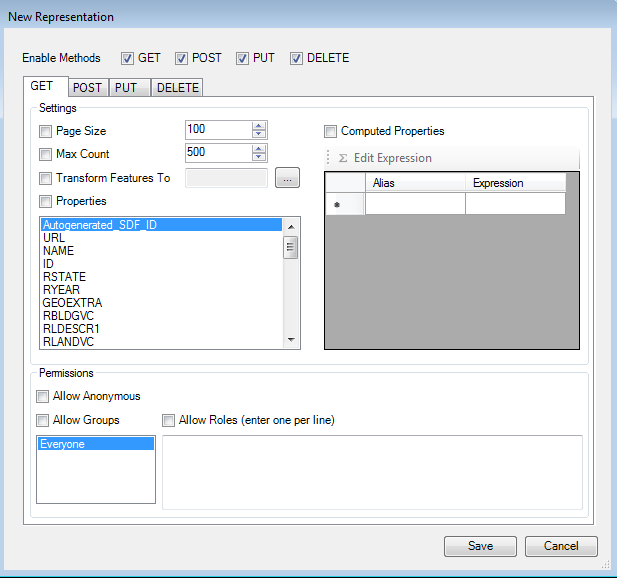 New Representation
Enable Methods GET POST PUT DELETE
GET POST PUT DELETE
Settings
Page Size 100
Max Count 500
Transform Features To ...
Properties
Autogenerated_SDF_ID
URL
NAME
ID
RSTATE
RYEAR
GEOEXTRA
RBLDGVC
RLDESCR1
RLANDVC
Computed Properties
Σ Edit Expression
Alias Expression
*
Permissions
Allow Anonymous
Allow Groups
Everyone
Allow Roles (enter one per line)
Save Cancel